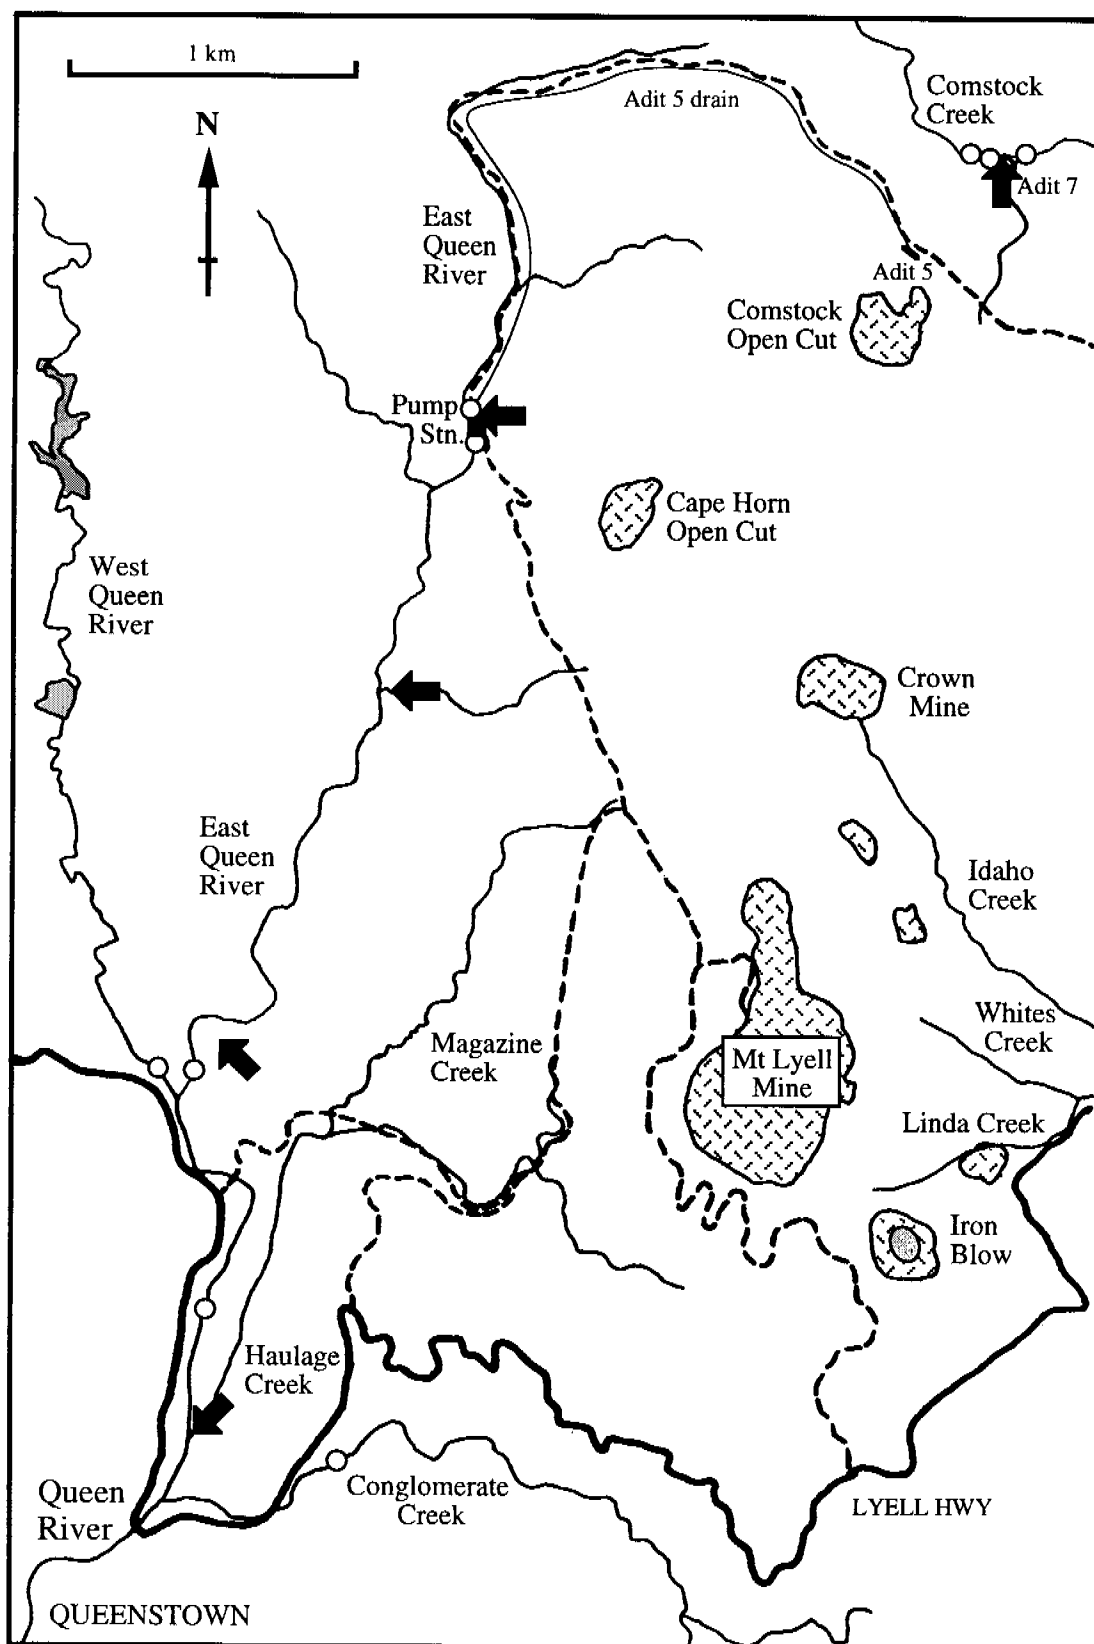 1 km
N
Adit 5 drain
Comstock
Creek
Adit 7
East
Queen
River
Adit 5
Comstock
Open Cut
Pump
Stn.
Cape Horn
Open Cut
West
Queen
River
Crown
Mine
East
Queen
River
Idaho
Creek
Magazine
Creek
Whites
Creek
Mt Lyell
Mine
Linda Creek
Iron
Blow
Haulage
Creek
Queen
River
Conglomerate
Creek
LYELL HWY
QUEENSTOWN